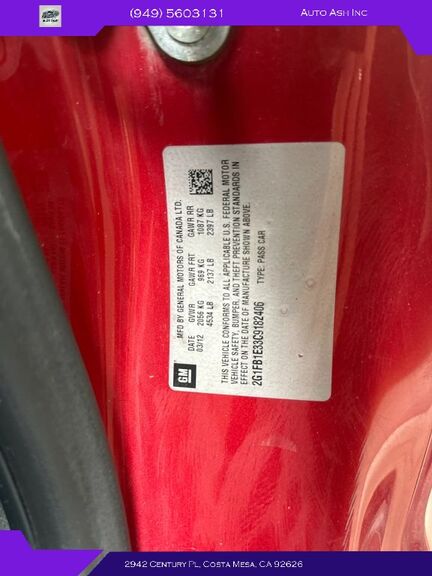 (949) 5603131
Auto Ash Inc
MFD BY GENERAL MOTORS OF CANADA LTD.
DATE GVWR GAWR FRT GAWR RR
03/12 2056 KG 969 KG 1087 KG
4534 LB 2137 LB 2397 LB
THIS VEHICLE CONFORMS TO ALL APPLICABLE U.S. FEDERAL MOTOR
VEHICLE SAFETY, BUMPER, AND THEFT PREVENTION STANDARDS IN
EFFECT ON THE DATE OF MANUFACTURE SHOWN ABOVE.
2G1FB1E33C9182406 TYPE: PASS CAR
GM
2942 Century Pl, Costa Mesa, CA 92626